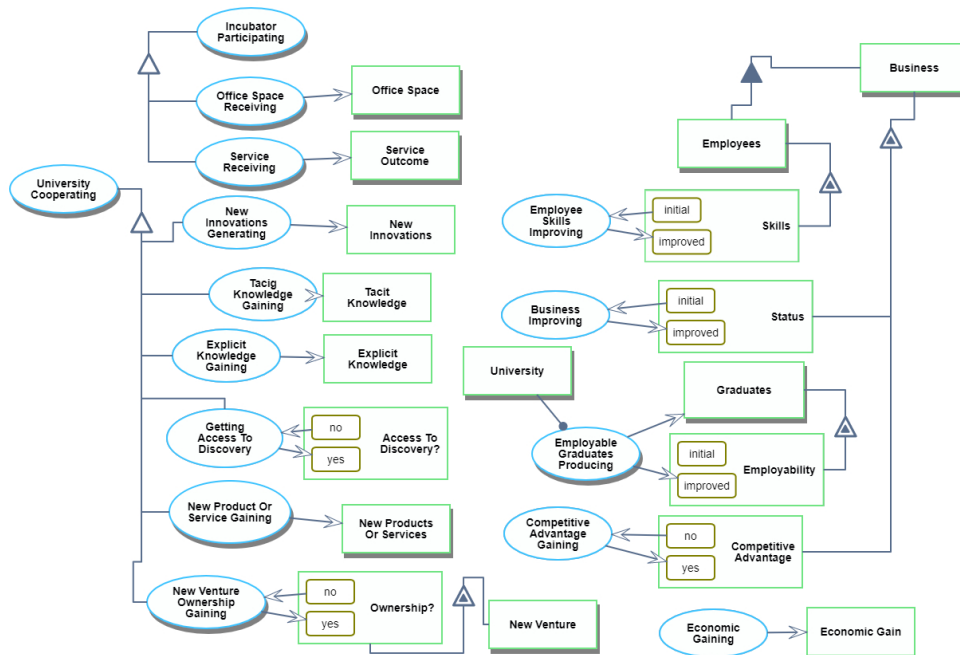 Incubator
Participating
Office Space
Receiving
Office Space
Service
Receiving
Service
Outcome
University
Cooperating
New
Innovations
Generating
New
Innovations
Tacig
Knowledge
Gaining
Tacit
Knowledge
Explicit
Knowledge
Gaining
Explicit
Knowledge
Getting
Access To
Discovery
no
yes
Access To
Discovery?
New Product Or
Service Gaining
New Products
Or Services
New Venture
Ownership
Gaining
no
yes
Ownership?
New Venture
Business
Employees
Employee
Skills
Improving
initial
improved
Skills
Business
Improving
initial
improved
Status
University
Graduates
Employable
Graduates
Producing
initial
improved
Employability
Competitive
Advantage
Gaining
no
yes
Competitive
Advantage
Economic
Gaining
Economic Gain